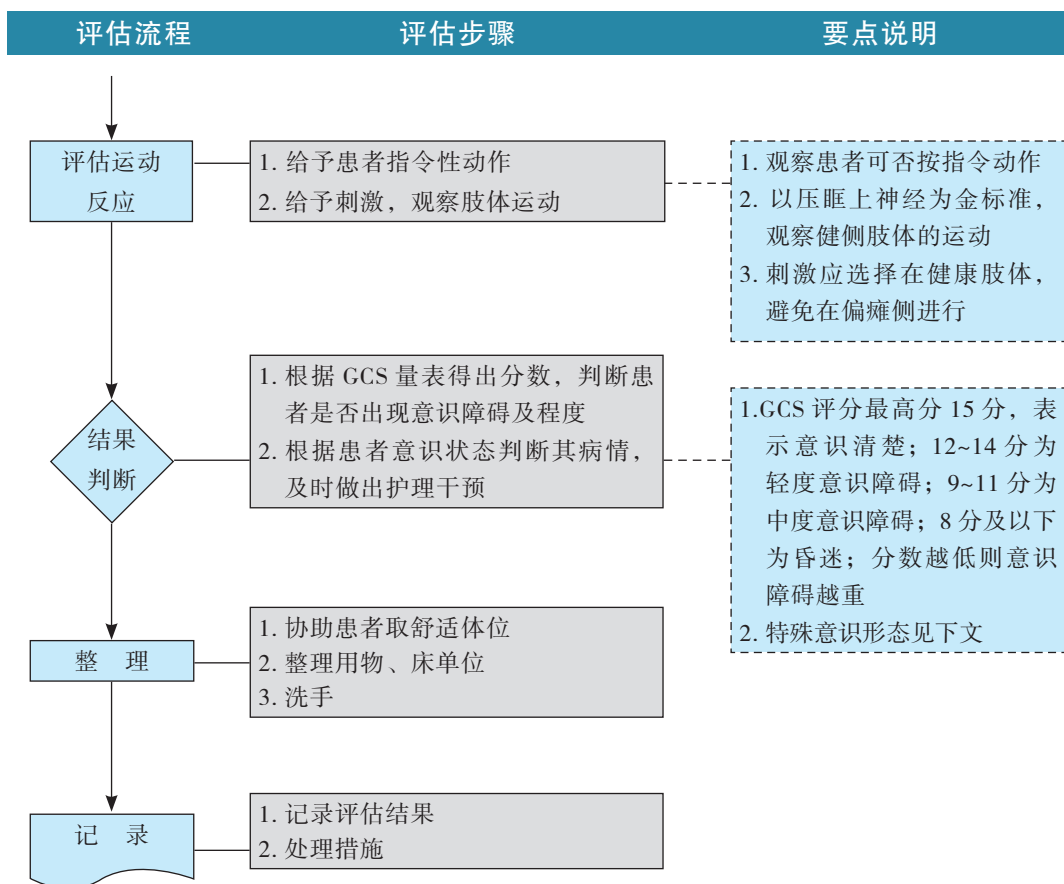 评估流程 评估步骤 要点说明
评估运动
反应
1. 给予患者指令性动作
2. 给予刺激，观察肢体运动
1. 观察患者可否按指令动作
2. 以压眶上神经为金标准，
观察健侧肢体的运动
3. 刺激应选择在健康肢体，
避免在偏瘫侧进行
结果
判断
1. 根据 GCS 量表得出分数，判断患
者是否出现意识障碍及程度
2. 根据患者意识状态判断其病情，
及时做出护理干预
1.GCS 评分最高分 15 分，表
示意识清楚；12~14 分为
轻度意识障碍；9~11 分为
中度意识障碍；8 分及以下
为昏迷；分数越低则意识
障碍越重
2. 特殊意识形态见下文
整 理
1. 协助患者取舒适体位
2. 整理用物、床单位
3. 洗手
记 录
1. 记录评估结果
2. 处理措施